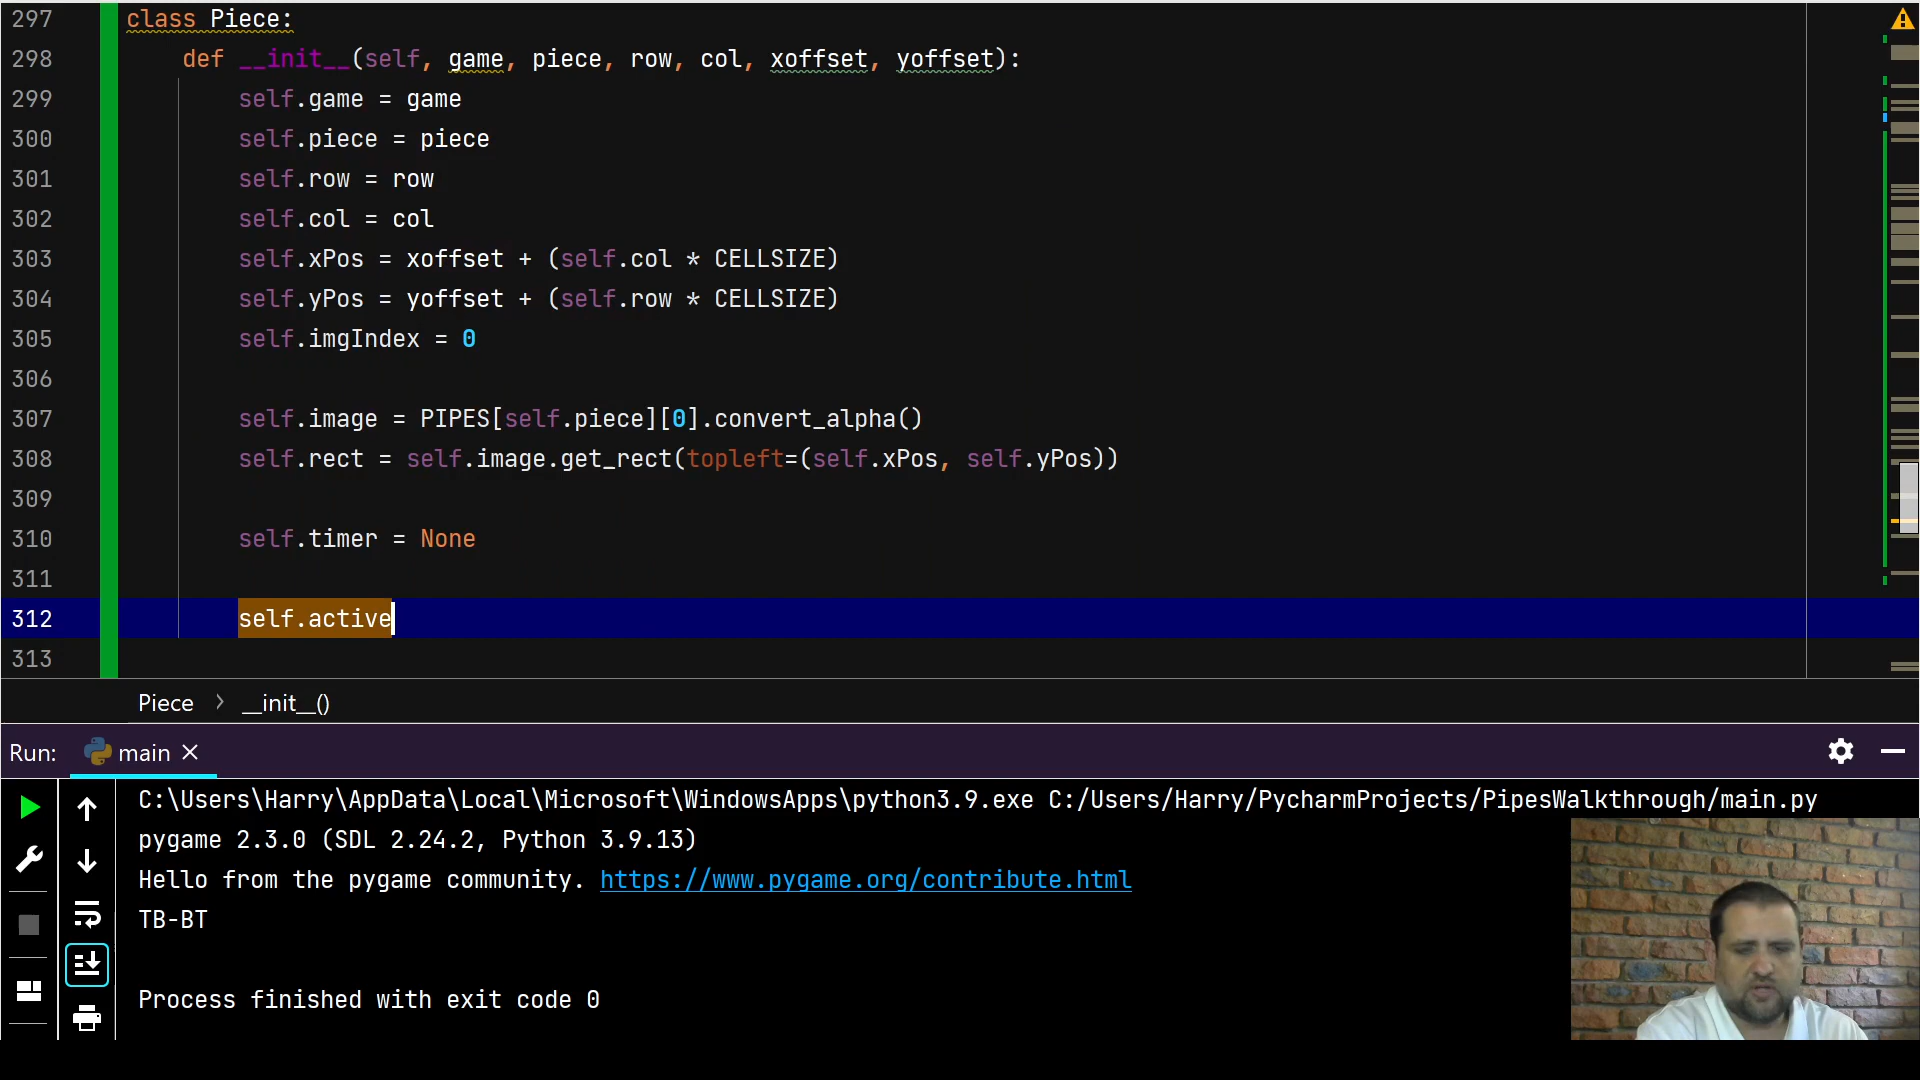 297 class Piece:
298 def __init__(self, game, piece, row, col, xoffset, yoffset):
299 self.game = game
300 self.piece = piece
301 self.row = row
302 self.col = col
303 self.xPos = xoffset + (self.col * CELLSIZE)
304 self.yPos = yoffset + (self.row * CELLSIZE)
305 self.imgIndex = 0
306
307 self.image = PIPES[self.piece][0].convert_alpha()
308 self.rect = self.image.get_rect(topleft=(self.xPos, self.yPos))
309
310 self.timer = None
311
312 self.active
313
Piece > __init__()
Run: main
C:\Users\Harry\AppData\Local\Microsoft\WindowsApps\python3.9.exe C:/Users/Harry/PycharmProjects/PipesWalkthrough/main.py
pygame 2.3.0 (SDL 2.24.2, Python 3.9.13)
Hello from the pygame community. https://www.pygame.org/contribute.html
TB-BT
Process finished with exit code 0